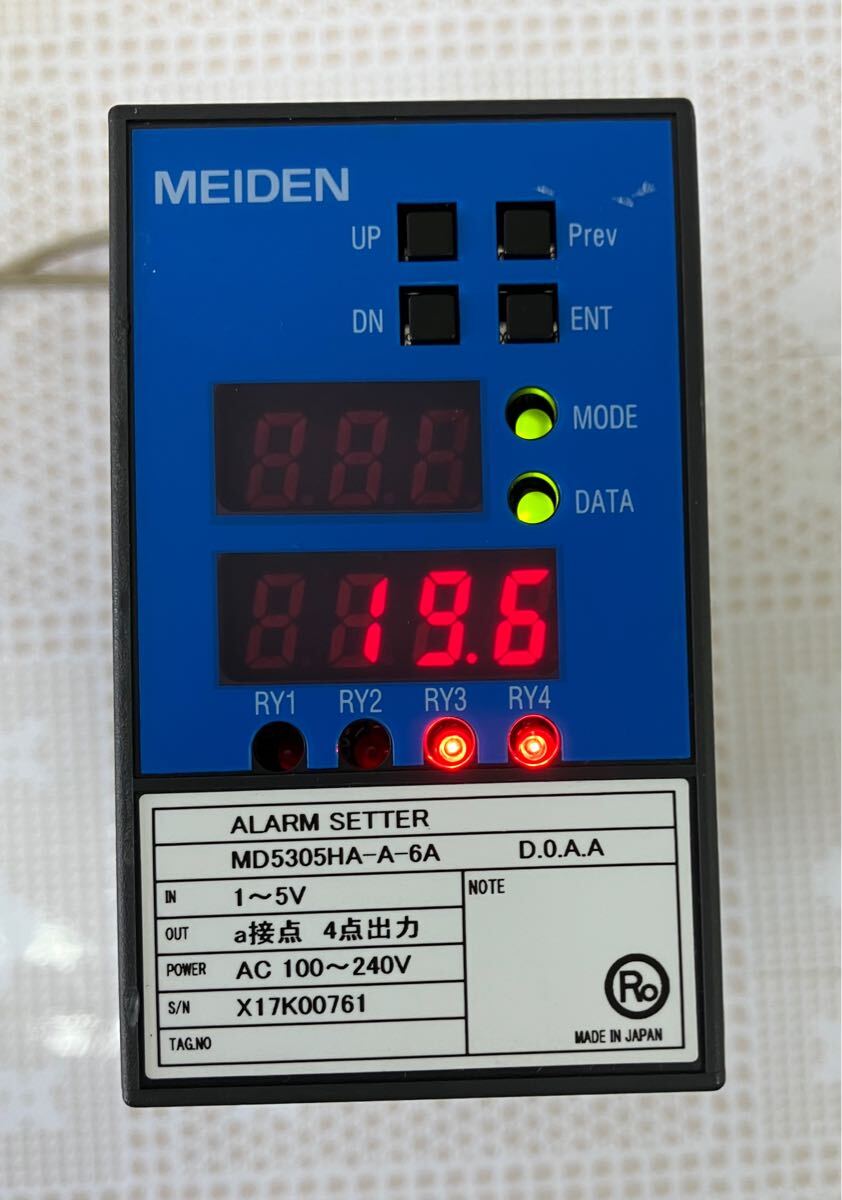 MEIDEN
UP Prev
DN ENT
MODE
DATA
19.6
RY1 RY2 RY3 RY4
ALARM SETTER
MD5305HA-A-6A D.0.A.A
IN 1～5V
NOTE
OUT a接点 4点出力
POWER AC 100～240V
S/N X17K00761
Ro
TAG.NO
MADE IN JAPAN